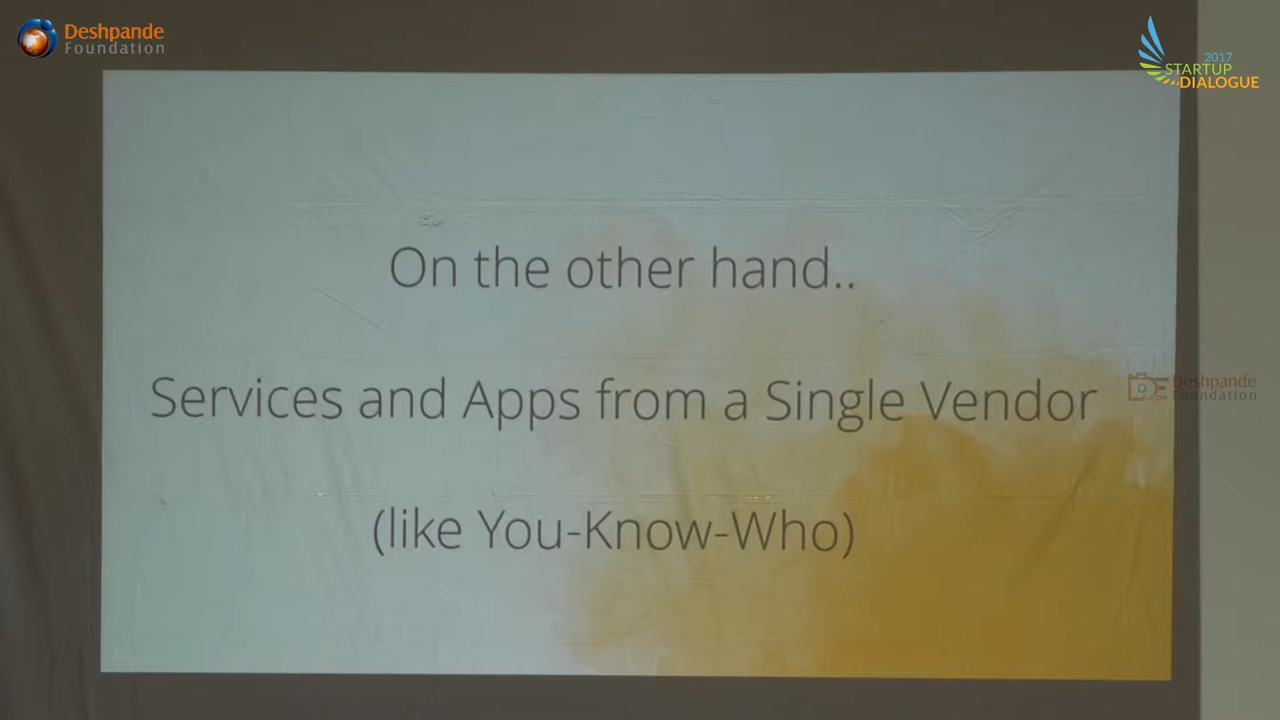 Deshpande
Foundation
2017
STARTUP
DIALOGUE
On the other hand..
Services and Apps from a Single Vendor
(like You-Know-Who)
Deshpande
Foundation